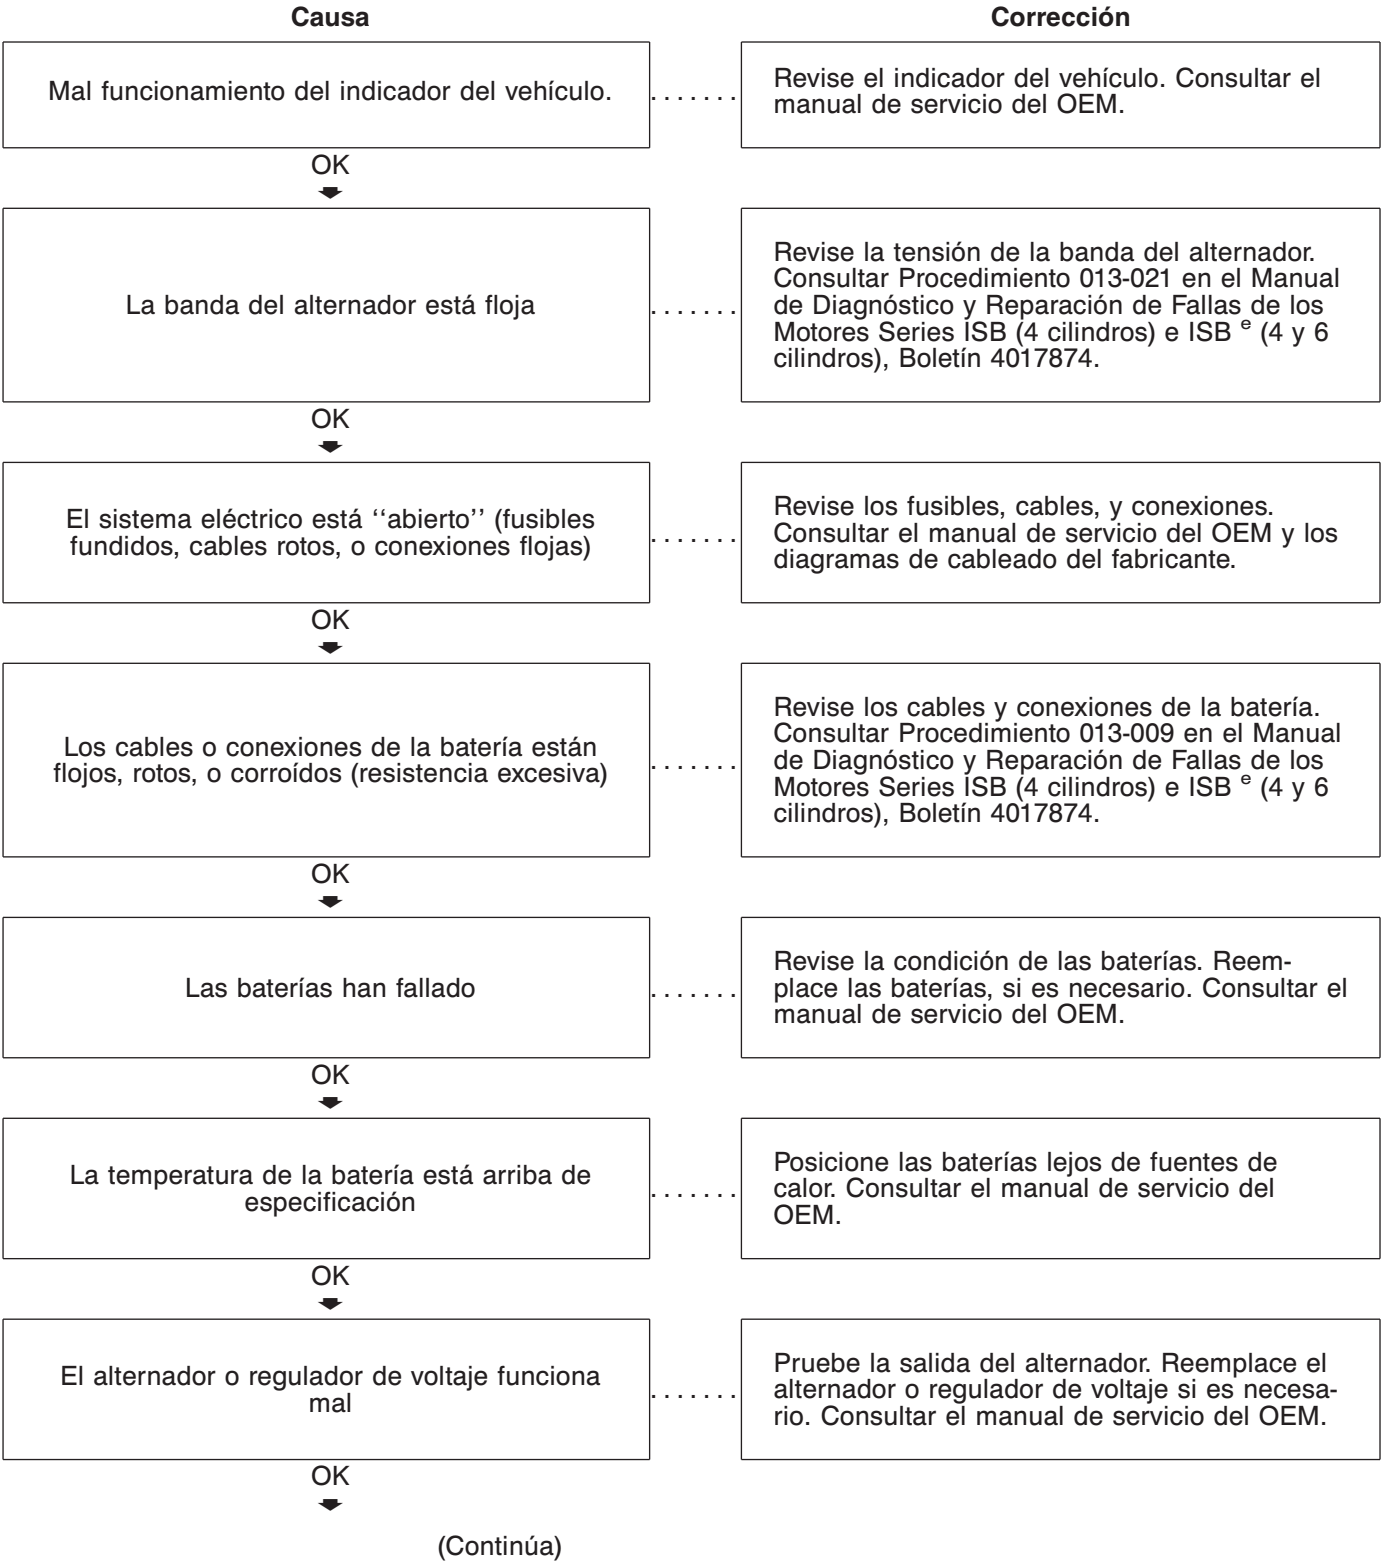 Causa
Corrección
Mal funcionamiento del indicador del vehículo.
. . . . . . .
Revise el indicador del vehículo. Consultar el
manual de servicio del OEM.
OK
La banda del alternador está floja
. . . . . . .
Revise la tensión de la banda del alternador.
Consultar Procedimiento 013-021 en el Manual
de Diagnóstico y Reparación de Fallas de los
Motores Series ISB (4 cilindros) e ISB e (4 y 6
cilindros), Boletín 4017874.
OK
El sistema eléctrico está ‘‘abierto’’ (fusibles
fundidos, cables rotos, o conexiones flojas)
. . . . . . .
Revise los fusibles, cables, y conexiones.
Consultar el manual de servicio del OEM y los
diagramas de cableado del fabricante.
OK
Los cables o conexiones de la batería están
flojos, rotos, o corroídos (resistencia excesiva)
. . . . . . .
Revise los cables y conexiones de la batería.
Consultar Procedimiento 013-009 en el Manual
de Diagnóstico y Reparación de Fallas de los
Motores Series ISB (4 cilindros) e ISB e (4 y 6
cilindros), Boletín 4017874.
OK
Las baterías han fallado
. . . . . . .
Revise la condición de las baterías. Reem-
place las baterías, si es necesario. Consultar el
manual de servicio del OEM.
OK
La temperatura de la batería está arriba de
especificación
. . . . . . .
Posicione las baterías lejos de fuentes de
calor. Consultar el manual de servicio del
OEM.
OK
El alternador o regulador de voltaje funciona
mal
. . . . . . .
Pruebe la salida del alternador. Reemplace el
alternador o regulador de voltaje si es necesa-
rio. Consultar el manual de servicio del OEM.
OK
(Continúa)